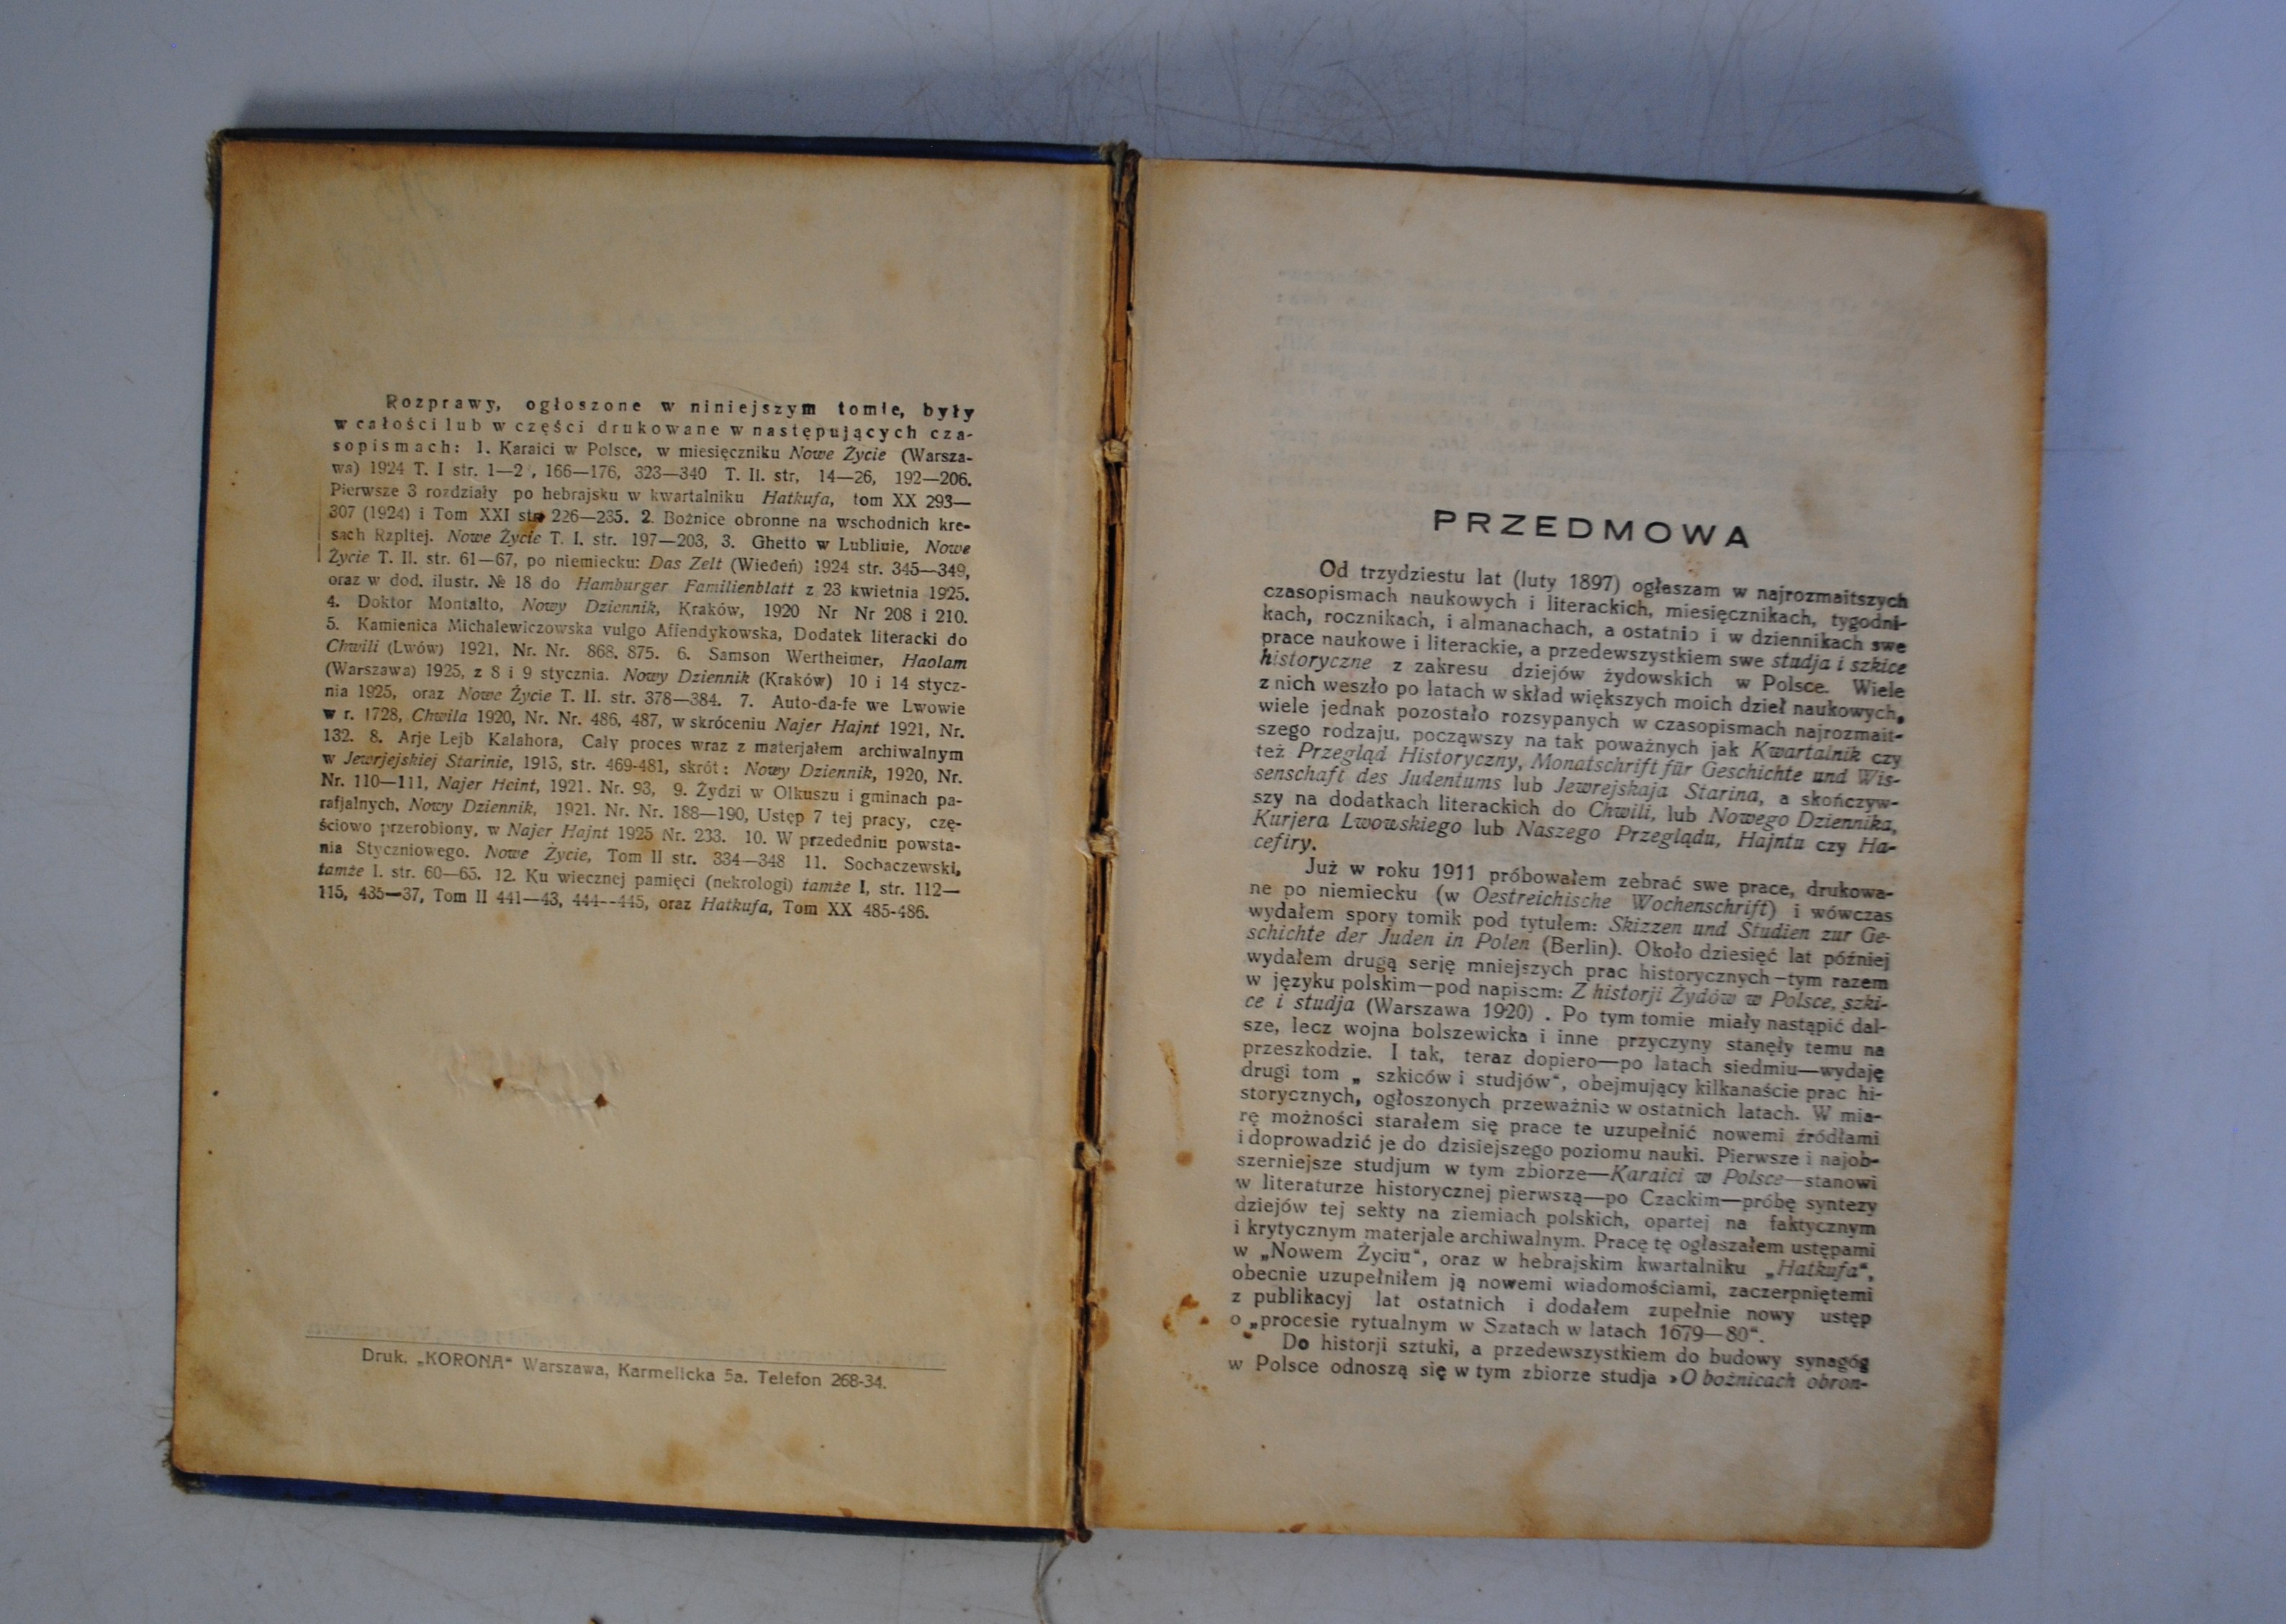 Rozprawy, ogłoszone w niniejszym tomie, były
w całości lub w części drukowane w następujących cza-
sopismach: 1. Karaici w Polsce, w miesięczniku Nowe Życie (Warsza-
wa) 1924 T. I str. 1—2 , 166—176, 323—340 T. II. str, 14—26, 192—206.
Pierwsze 3 rozdziały po hebrajsku w kwartalniku Hatkufa, tom XX 293—
307 (1924) i Tom XXI str 226—235. 2. Bożnice obronne na wschodnich kre-
sach Rzpltej. Nowe Życie T. I. str. 197—203, 3. Ghetto w Lublinie, Nowe
Życie T. II. str. 61—67, po niemiecku: Das Zelt (Wiedeń) 1924 str. 345—349,
oraz w dod. ilustr. № 18 do Hamburger Familienblatt z 23 kwietnia 1925.
4. Doktor Montalto, Nowy Dziennik, Kraków, 1920 Nr Nr 208 i 210.
5. Kamienica Michalewiczowska vulgo Affendykowska, Dodatek literacki do
Chwili (Lwów) 1921, Nr. Nr. 868. 875. 6. Samson Wertheimer, Haolam
(Warszawa) 1925, z 8 i 9 stycznia. Nowy Dziennik (Kraków) 10 i 14 stycz-
nia 1925, oraz Nowe Życie T. II. str. 378—384. 7. Auto-da-fe we Lwowie
w r. 1728, Chwila 1920, Nr. Nr. 486, 487, w skróceniu Najer Hajnt 1921, Nr.
132. 8. Arje Lejb Kalahora, Cały proces wraz z materjałem archiwalnym
w Jewrjejskiej Starinie, 1913, str. 469-481, skrót: Nowy Dziennik, 1920, Nr.
Nr. 110—111, Najer Heint, 1921. Nr. 93, 9. Żydzi w Olkuszu i gminach pa-
rafjalnych, Nowy Dziennik, 1921. Nr. Nr. 188—190, Ustęp 7 tej pracy, czę-
ściowo przerobiony, w Najer Hajnt 1925 Nr. 233. 10. W przededniu powsta-
nia Styczniowego. Nowe Życie, Tom II str. 334—348 11. Sochaczewski,
tamże I. str. 60—65. 12. Ku wiecznej pamięci (nekrologi) tamże I, str. 112—
115, 435—37, Tom II 441—43, 444--445, oraz Hatkufa, Tom XX 485-486.
Druk. „KORONA“ Warszawa, Karmelicka 5a. Telefon 268-34.
PRZEDMOWA
Od trzydziestu lat (luty 1897) ogłaszam w najrozmaitszych
czasopismach naukowych i literackich, miesięcznikach, tygodni-
kach, rocznikach, i almanachach, a ostatnio i w dziennikach swe
prace naukowe i literackie, a przedewszystkiem swe studja i szkice
historyczne z zakresu dziejów żydowskich w Polsce. Wiele
z nich weszło po latach w skład większych moich dzieł naukowych,
wiele jednak pozostało rozsypanych w czasopismach najrozmait-
szego rodzaju, począwszy na tak poważnych jak Kwartalnik czy
też Przegląd Historyczny, Monatschrift für Geschichte und Wis-
senschaft des Judentums lub Jewrejskaja Starina, a skończyw-
szy na dodatkach literackich do Chwili, lub Nowego Dziennika,
Kurjera Lwowskiego lub Naszego Przeglądu, Hajntu czy Ha-
cefiry.
Już w roku 1911 próbowałem zebrać swe prace, drukowa-
ne po niemiecku (w Oestreichische Wochenschrift) i wówczas
wydałem spory tomik pod tytułem: Skizzen und Studien zur Ge-
schichte der Juden in Polen (Berlin). Około dziesięć lat później
wydałem drugą serję mniejszych prac historycznych—tym razem
w języku polskim—pod napisem: Z historji Żydów w Polsce, szki-
ce i studja (Warszawa 1920) . Po tym tomie miały nastąpić dal-
sze, lecz wojna bolszewicka i inne przyczyny stanęły temu na
przeszkodzie. I tak, teraz dopiero—po latach siedmiu—wydaję
drugi tom „ szkiców i studjów“, obejmujący kilkanaście prac hi-
storycznych, ogłoszonych przeważnie w ostatnich latach. W mia-
rę możności starałem się prace te uzupełnić nowemi źródłami
i doprowadzić je do dzisiejszego poziomu nauki. Pierwsze i najob-
szerniejsze studjum w tym zbiorze—Karaici w Polsce—stanowi
w literaturze historycznej pierwszą—po Czackim—próbę syntezy
dziejów tej sekty na ziemiach polskich, opartej na faktycznym
i krytycznym materjale archiwalnym. Pracę tę ogłaszałem ustępami
w „Nowem Życiu“, oraz w hebrajskim kwartalniku „Hatkufa“,
obecnie uzupełniłem ją nowemi wiadomościami, zaczerpniętemi
z publikacyj lat ostatnich i dodałem zupełnie nowy ustęp
o „procesie rytualnym w Szatach w latach 1679—80“.
Do historji sztuki, a przedewszystkiem do budowy synagóg
w Polsce odnoszą się w tym zbiorze studja »O bożnicach obron-